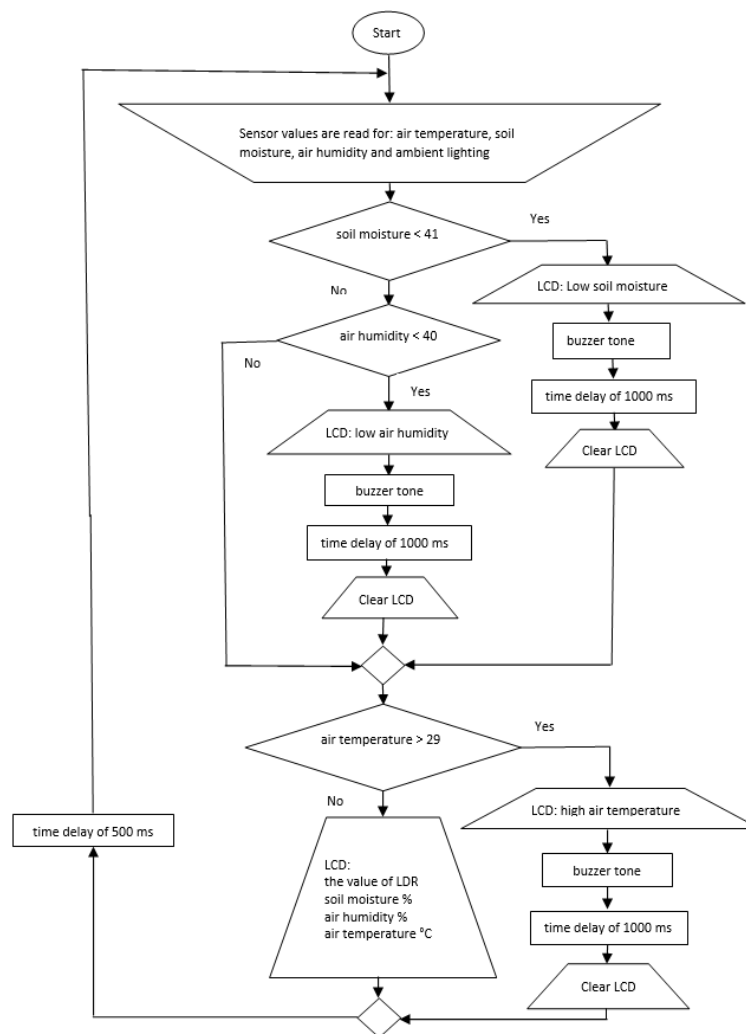 Start
Sensor values are read for: air temperature, soil
moisture, air humidity and ambient lighting
soil moisture < 41
Yes
No
LCD: Low soil moisture
buzzer tone
time delay of 1000 ms
Clear LCD
air humidity < 40
No
Yes
LCD: low air humidity
buzzer tone
time delay of 1000 ms
Clear LCD
air temperature > 29
Yes
No
LCD: high air temperature
buzzer tone
time delay of 1000 ms
Clear LCD
LCD:
the value of LDR
soil moisture %
air humidity %
air temperature °C
time delay of 500 ms